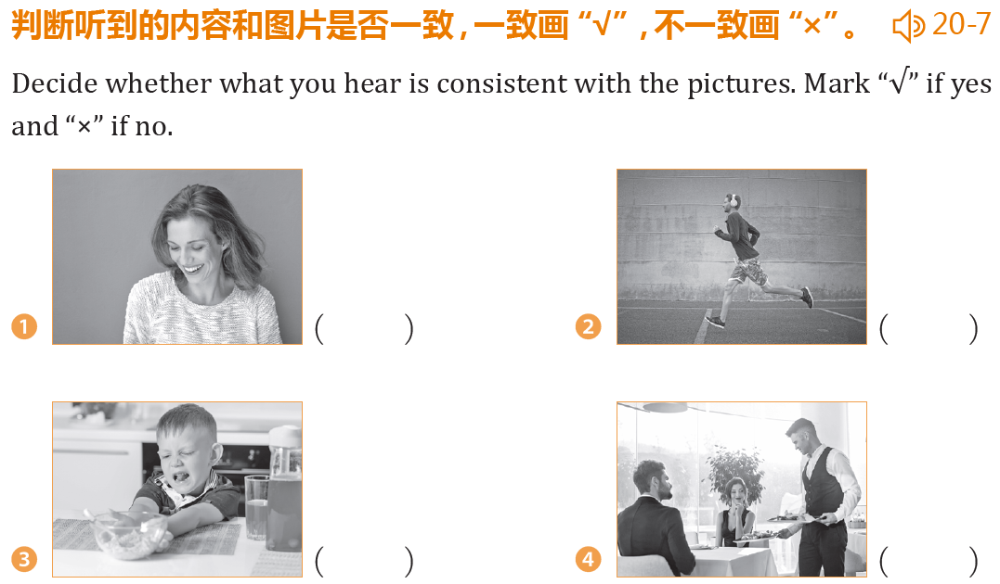 判断听到的内容和图片是否一致，一致画“√”，不一致画“×”。 20-7
Decide whether what you hear is consistent with the pictures. Mark “√” if yes
and “×” if no.
1 ( )
2 ( )
3 ( )
4 ( )